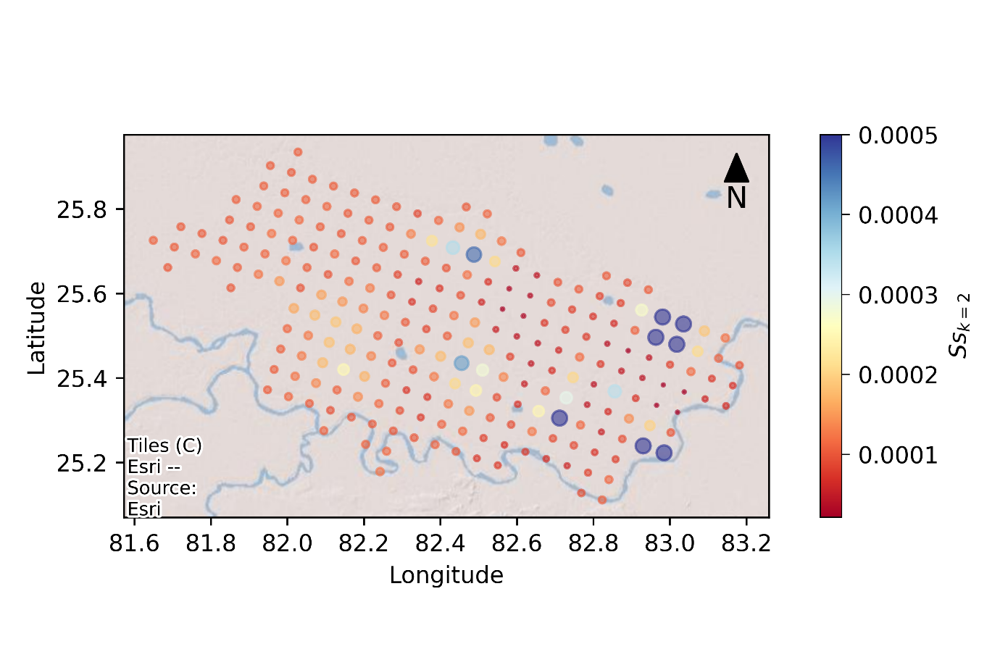 N
25.8
25.6
25.4
25.2
Latitude
Tiles (C)
Esri --
Source:
Esri
81.6 81.8 82.0 82.2 82.4 82.6 82.8 83.0 83.2
Longitude
0.0005
0.0004
0.0003
0.0002
0.0001
Ss_{k=2}